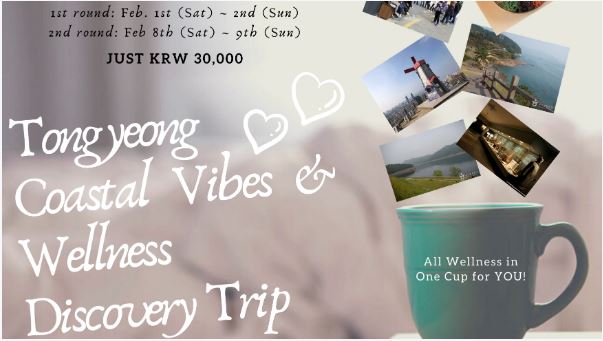 1st round: Feb. 1st (Sat) ~ 2nd (Sun)
2nd round: Feb 8th (Sat) ~ 9th (Sun)
JUST KRW 30,000
Tongyeong
Coastal Vibes &
Wellness
Discovery Trip
All Wellness in
One Cup for YOU!